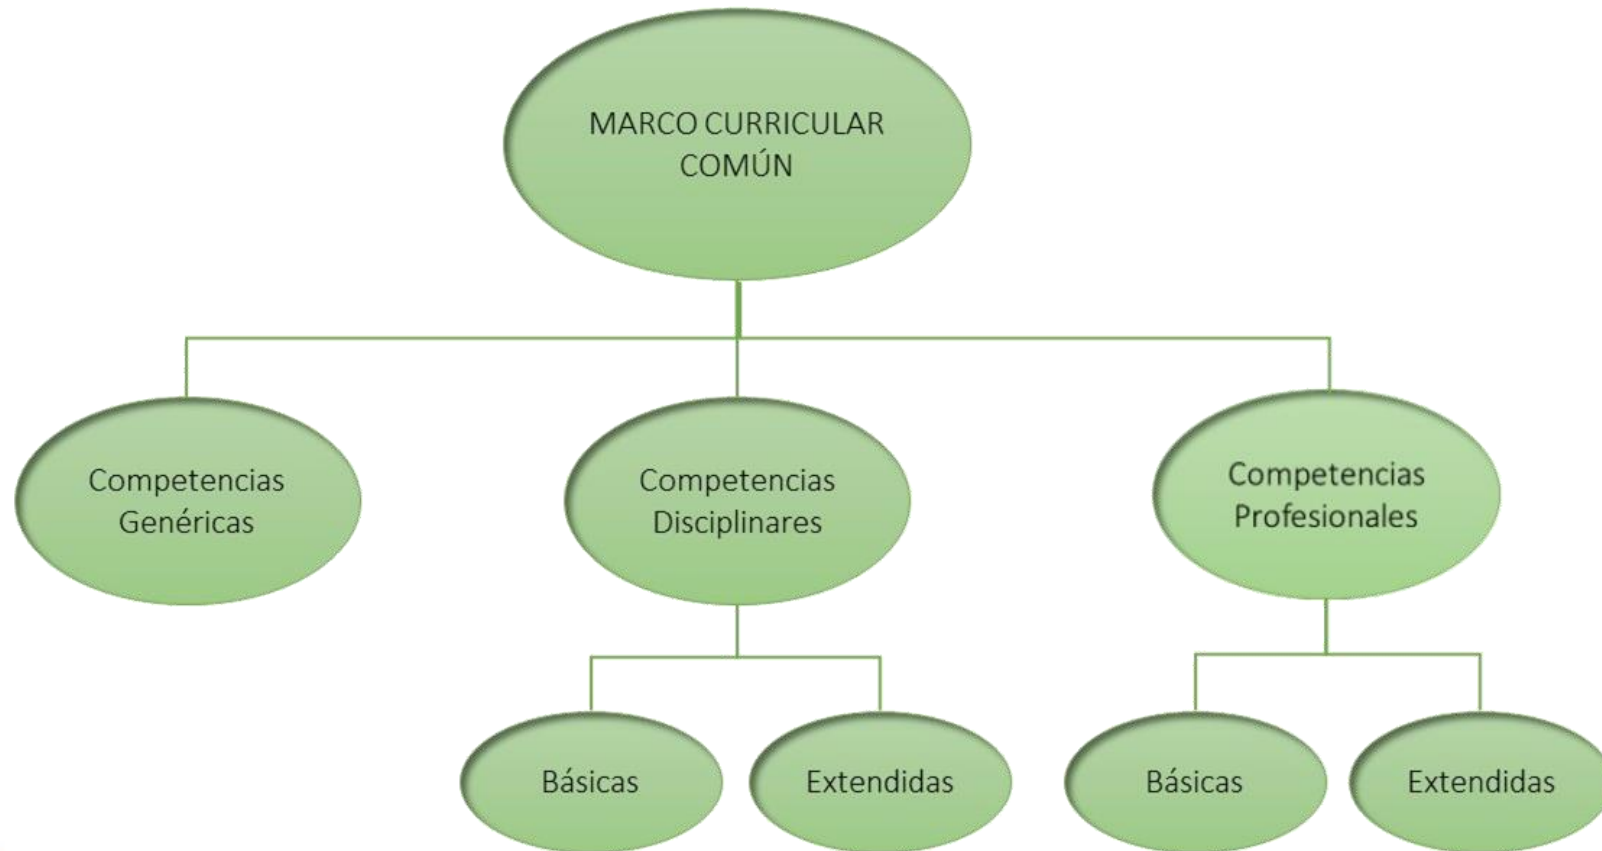 MARCO CURRICULAR
COMÚN
Competencias
Genéricas
Competencias
Disciplinares
Competencias
Profesionales
Básicas
Extendidas
Básicas
Extendidas